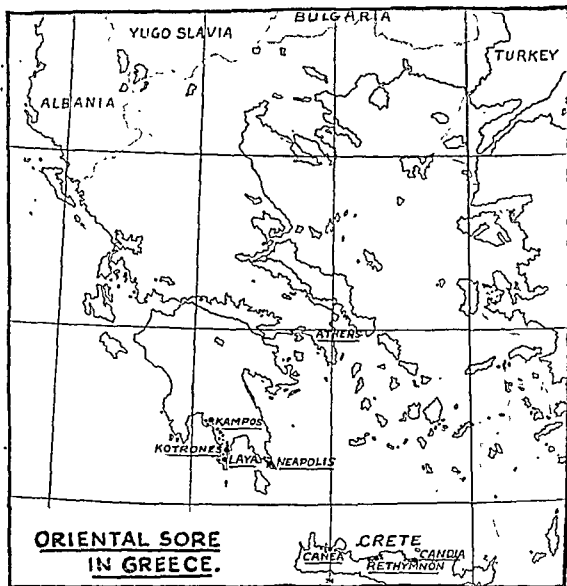 BULGARIA
YUGO SLAVIA
TURKEY
ALBANIA
ATHENS
KAMPOS
KOTRONES
LAYA
NEAPOLIS
ORIENTAL SORE
IN GREECE.
CRETE
CANEA
CANDIA
RETHYMNON